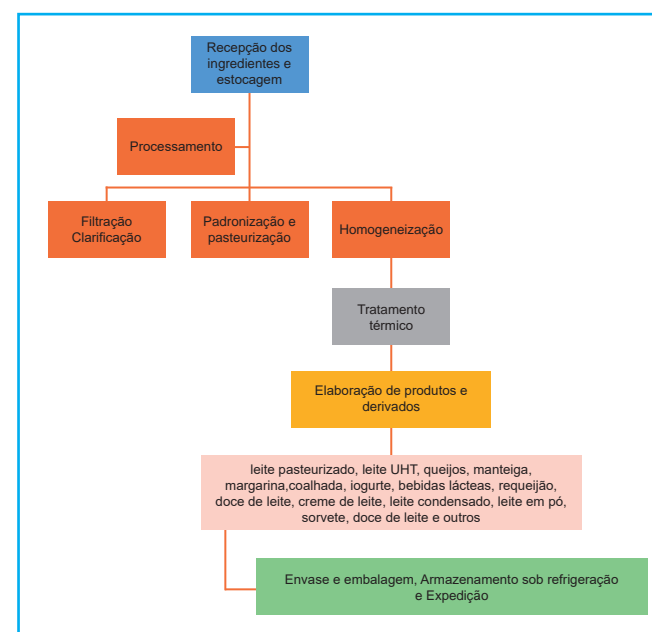 Recepção dos
ingredientes e
estocagem
Processamento
Filtração
Clarificação
Padronização e
pasteurização
Homogeneização
Tratamento
térmico
Elaboração de produtos e
derivados
leite pasteurizado, leite UHT, queijos, manteiga,
margarina,coalhada, iogurte, bebidas lácteas, requeijão,
doce de leite, creme de leite, leite condensado, leite em pó,
sorvete, doce de leite e outros
Envase e embalagem, Armazenamento sob refrigeração
e Expedição